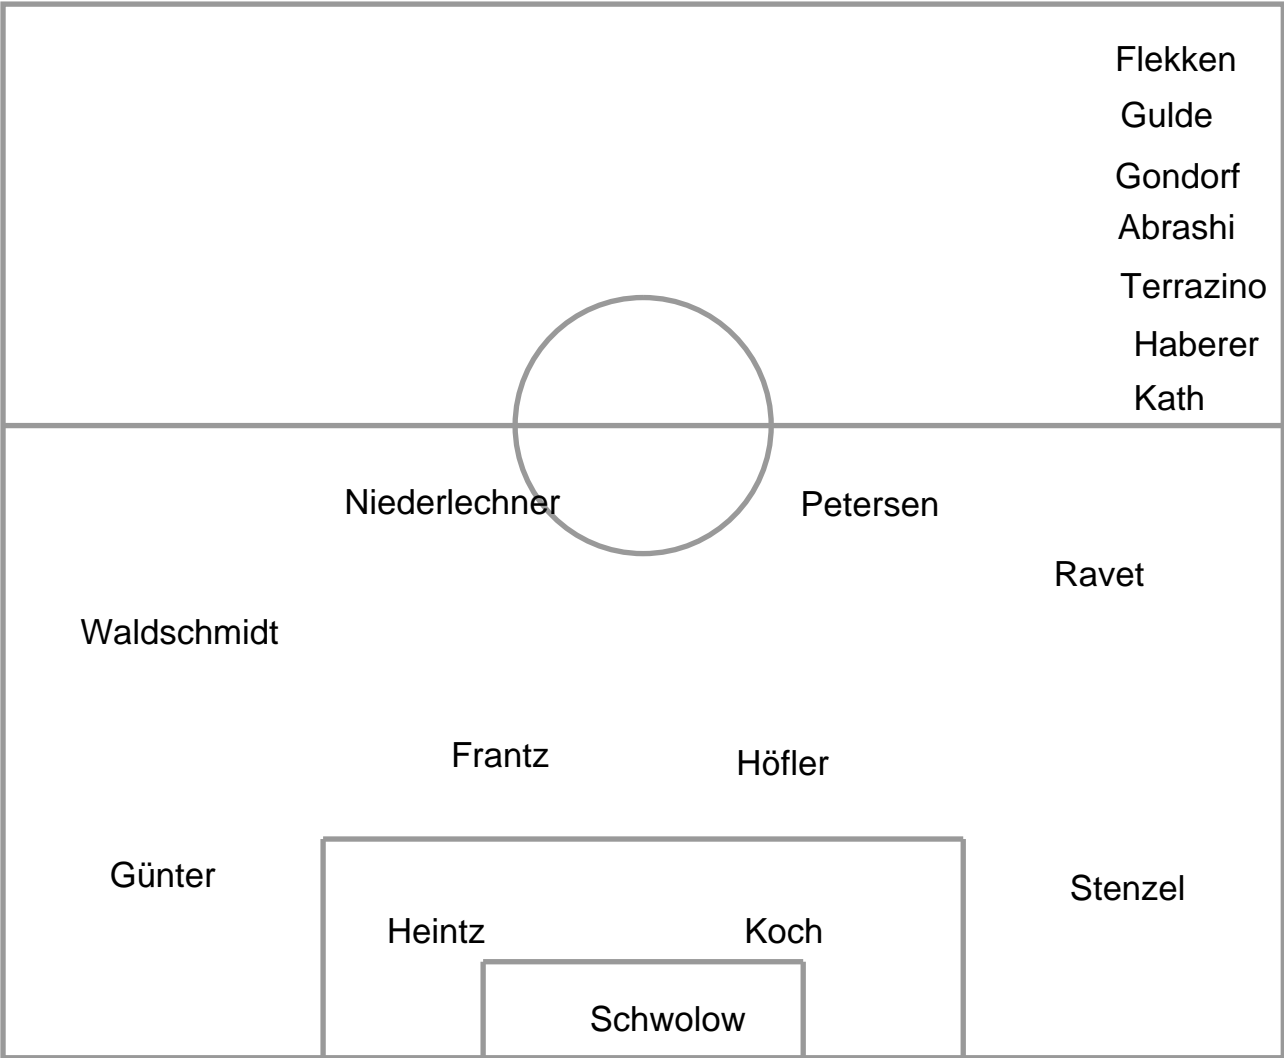 Flekken
Gulde
Gondorf
Abrashi
Terrazino
Haberer
Kath
Niederlechner
Petersen
Ravet
Waldschmidt
Frantz
Höfler
Günter
Stenzel
Heintz
Koch
Schwolow